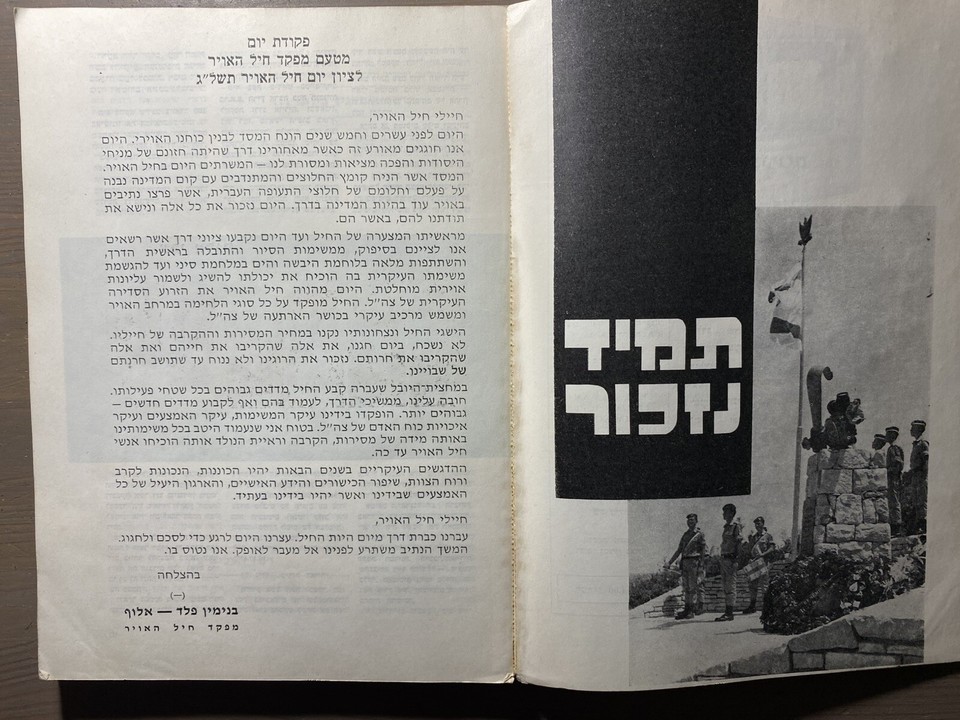 פקודת יום
מטעם מפקד חיל האויר
לציון יום חיל האויר תשל״ג
חיילי חיל האויר,
היום לפני עשרים וחמש שנים הונח המסד לבנין כוחנו האוירי. היום
אנו חוגגים מאורע זה כאשר מאחורינו דרך שהיתה חזונם של מניחי
היסודות והפכה מציאות ומסורת לנו — המשרתים היום בחיל האויר.
המסד אשר הניח קומץ החלוצים והמתנדבים עם קום המדינה נבנה
על פעלם וחלומם של חלוצי התעופה העברית, אשר פרצו נתיבים
באויר עוד בהיות המדינה בדרך. היום נזכור את כל אלה ונישא את
תודתנו להם, באשר הם.
מראשיתו המצערה של החיל ועד היום נקבעו ציוני דרך אשר רשאים
אנו לציינם בסיפוק, ממשימות הסיור והתובלה בראשית הדרך,
והשתתפות מלאה בלוחמת היבשה והים במלחמת סיני ועד להגשמת
משימתו העיקרית בה הוכיח את יכולתו להשיג ולשמור עליונות
אוירית מוחלטת. היום מהווה חיל האויר את הזרוע הסדירה
העיקרית של צה״ל. החיל מופקד על כל סוגי הלחימה במרחב האויר
ומשמש מרכיב עיקרי בכושר הארתעה של צה״ל.
הישגי החיל ונצחונותיו נקנו במחיר המסירות וההקרבה של חייליו.
לא נשכח, ביום חגנו, את אלה שהקריבו את חייהם ואת אלה
שהקריבו את חרותם. נזכור את הרוגינו ולא ננוח עד שתושב חרותם
של שבויינו.
במחצית־היובל שעברה קבע החיל מדדים גבוהים בכל שטחי פעילותו.
חובה עלינו, ממשיכי הדרך, לעמוד בהם ואף לקבוע מדדים חדשים —
גבוהים יותר. הופקדו בידינו עיקר המשימות, עיקר האמצעים ועיקר
איכויות כוח האדם של צה״ל. בטוח אני שנעמוד היטב בכל משימותינו
באותה מידה של מסירות, הקרבה וראיית הנולד אותה הוכיחו אנשי
חיל האויר עד כה.
ההדגשים העיקריים בשנים הבאות יהיו הכוננות, הנכונות לקרב
ורוח הצוות, שיפור הכישורים והידע האישיים, והארגון היעיל של כל
האמצעים שבידינו ואשר יהיו בידינו בעתיד.
חיילי חיל האויר,
עברנו כברת דרך מיום היות החיל. עצרנו היום לרגע כדי לסכם ולחגוג.
המשך הנתיב משתרע לפנינו אל מעבר לאופק. אנו נטוס בו.
בהצלחה
(—)
בנימין פלד — אלוף
מפקד חיל האויר
תמיד
נזכור